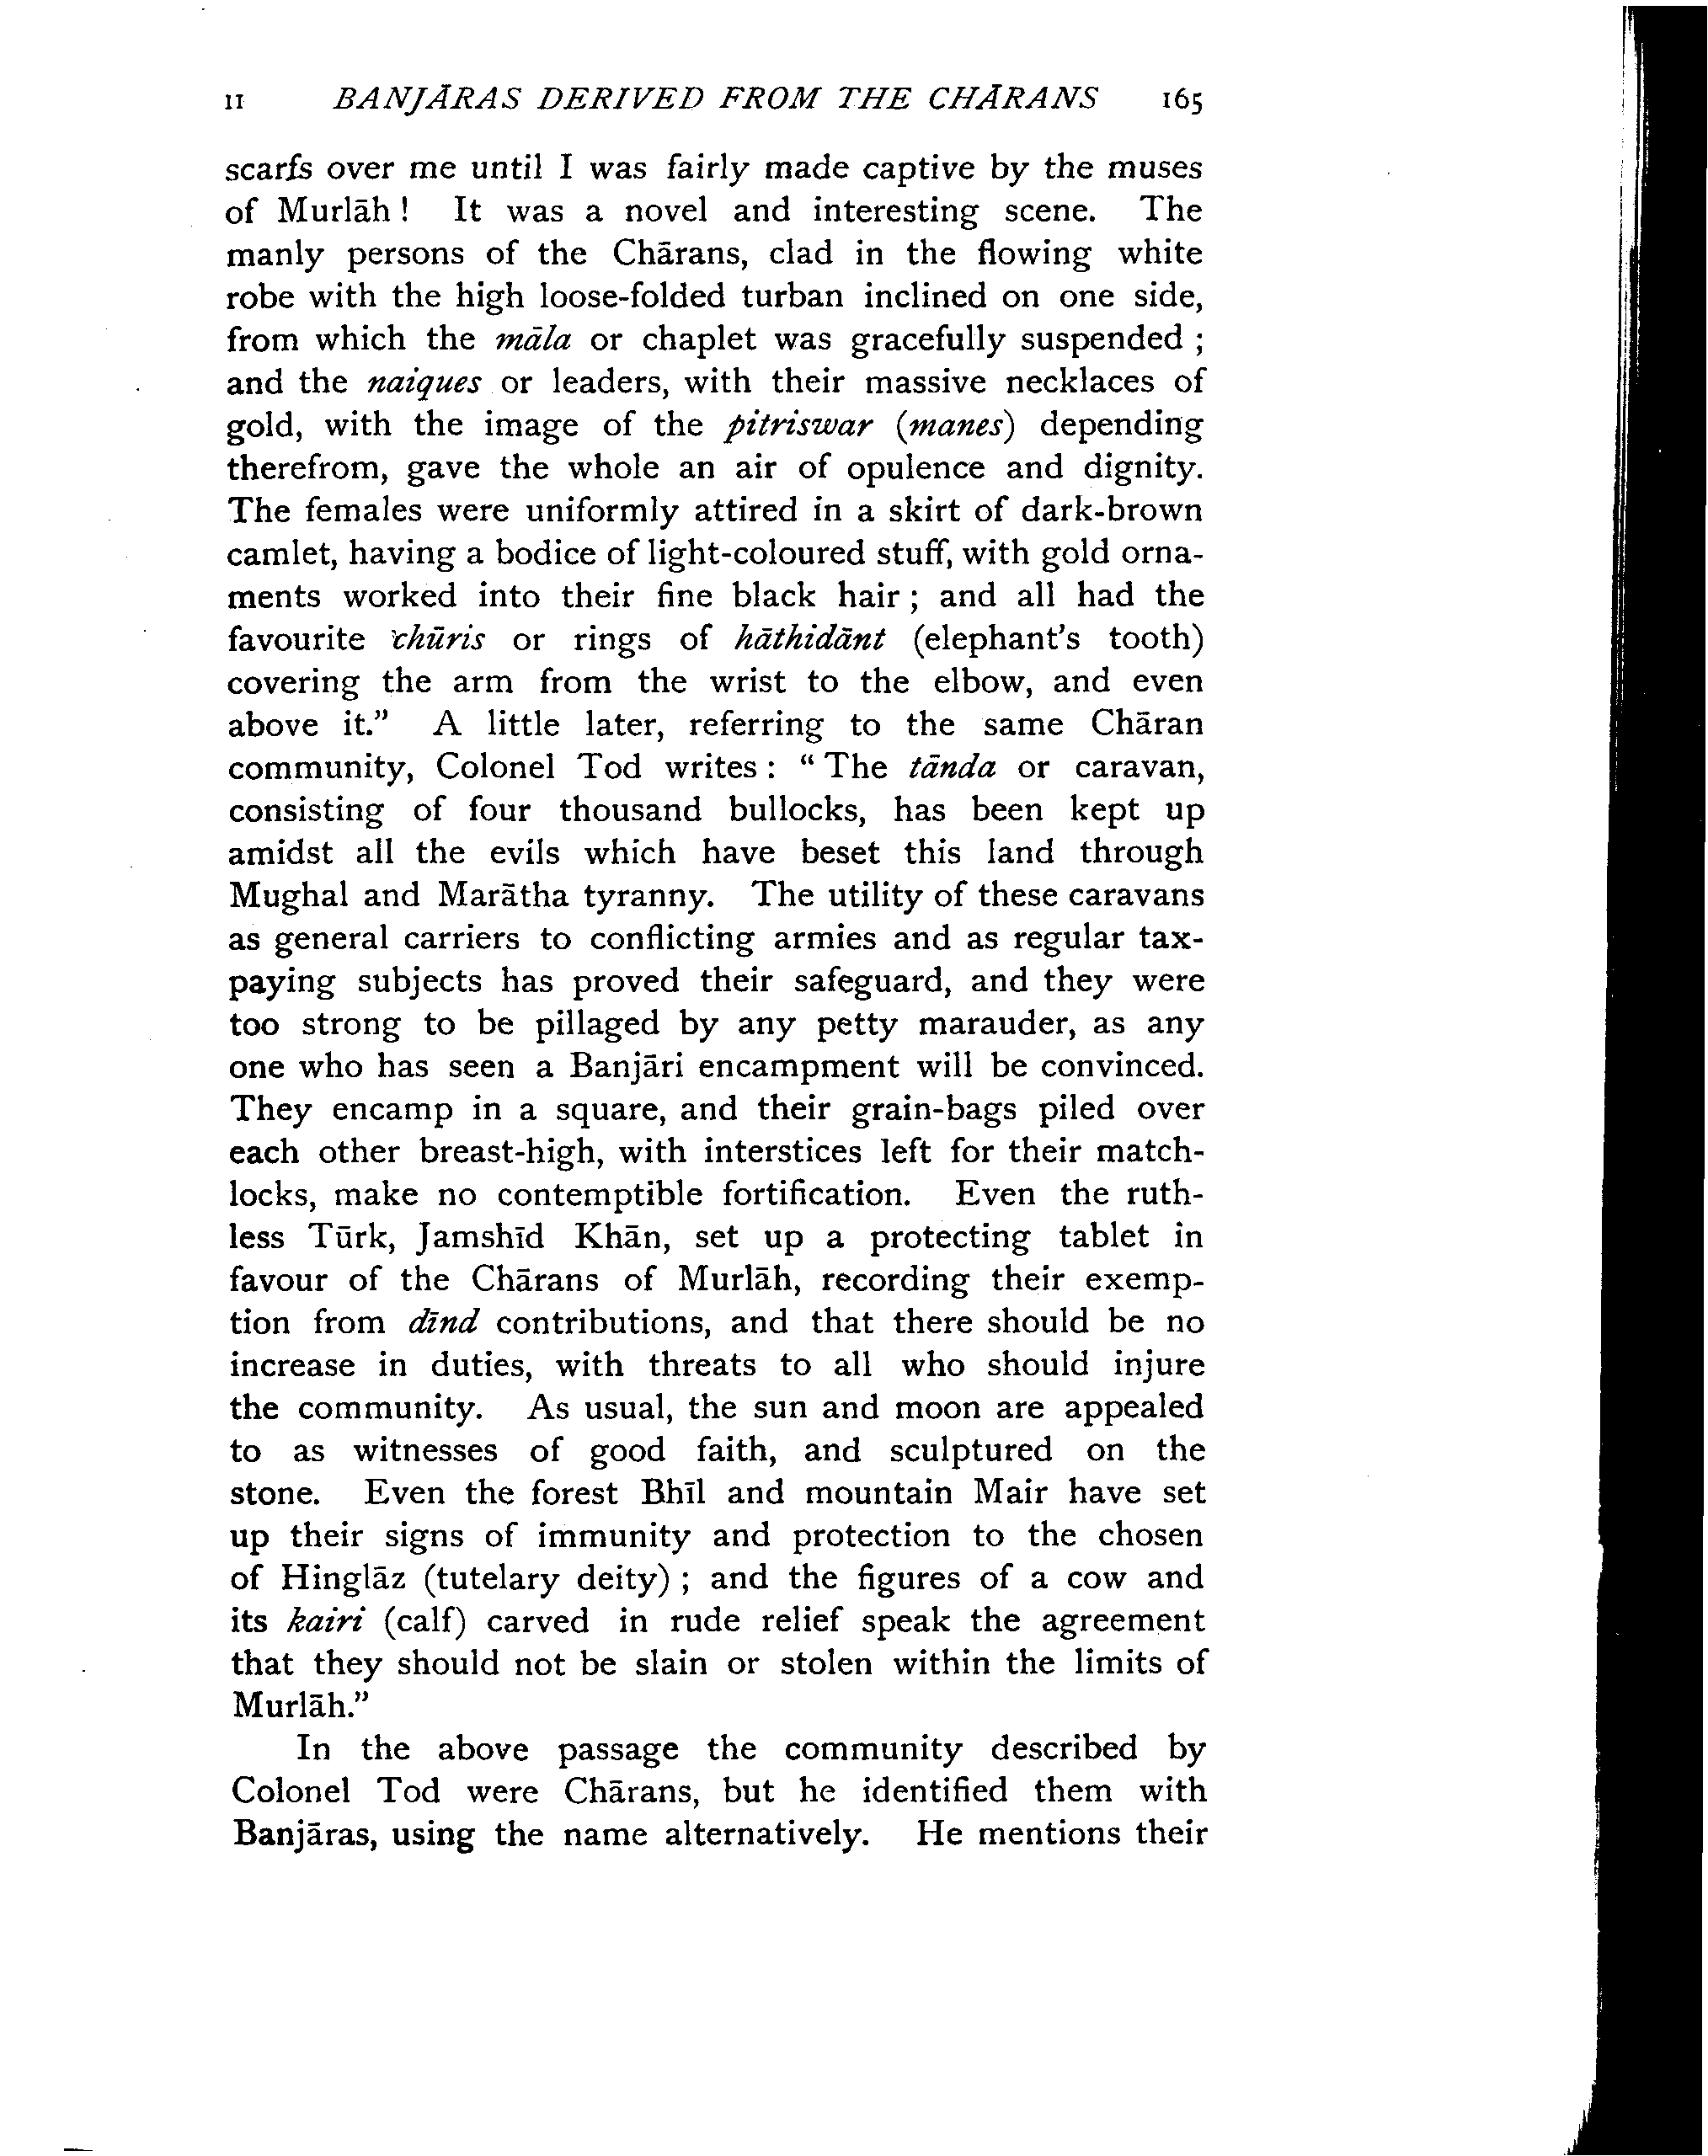 II BANJĀRAS DERIVED FROM THE CHĀRANS 165
scarfs over me until I was fairly made captive by the muses
of Murlāh ! It was a novel and interesting scene. The
manly persons of the Chārans, clad in the flowing white
robe with the high loose-folded turban inclined on one side,
from which the māla or chaplet was gracefully suspended ;
and the naiques or leaders, with their massive necklaces of
gold, with the image of the pitriswar (manes) depending
therefrom, gave the whole an air of opulence and dignity.
The females were uniformly attired in a skirt of dark-brown
camlet, having a bodice of light-coloured stuff, with gold orna-
ments worked into their fine black hair ; and all had the
favourite chūris or rings of hāthidānt (elephant's tooth)
covering the arm from the wrist to the elbow, and even
above it." A little later, referring to the same Chāran
community, Colonel Tod writes : " The tānda or caravan,
consisting of four thousand bullocks, has been kept up
amidst all the evils which have beset this land through
Mughal and Marātha tyranny. The utility of these caravans
as general carriers to conflicting armies and as regular tax-
paying subjects has proved their safeguard, and they were
too strong to be pillaged by any petty marauder, as any
one who has seen a Banjāri encampment will be convinced.
They encamp in a square, and their grain-bags piled over
each other breast-high, with interstices left for their match-
locks, make no contemptible fortification. Even the ruth-
less Tūrk, Jamshīd Khān, set up a protecting tablet in
favour of the Chārans of Murlāh, recording their exemp-
tion from dīnd contributions, and that there should be no
increase in duties, with threats to all who should injure
the community. As usual, the sun and moon are appealed
to as witnesses of good faith, and sculptured on the
stone. Even the forest Bhīl and mountain Mair have set
up their signs of immunity and protection to the chosen
of Hinglāz (tutelary deity) ; and the figures of a cow and
its kairi (calf) carved in rude relief speak the agreement
that they should not be slain or stolen within the limits of
Murlāh."
In the above passage the community described by
Colonel Tod were Chārans, but he identified them with
Banjāras, using the name alternatively. He mentions their